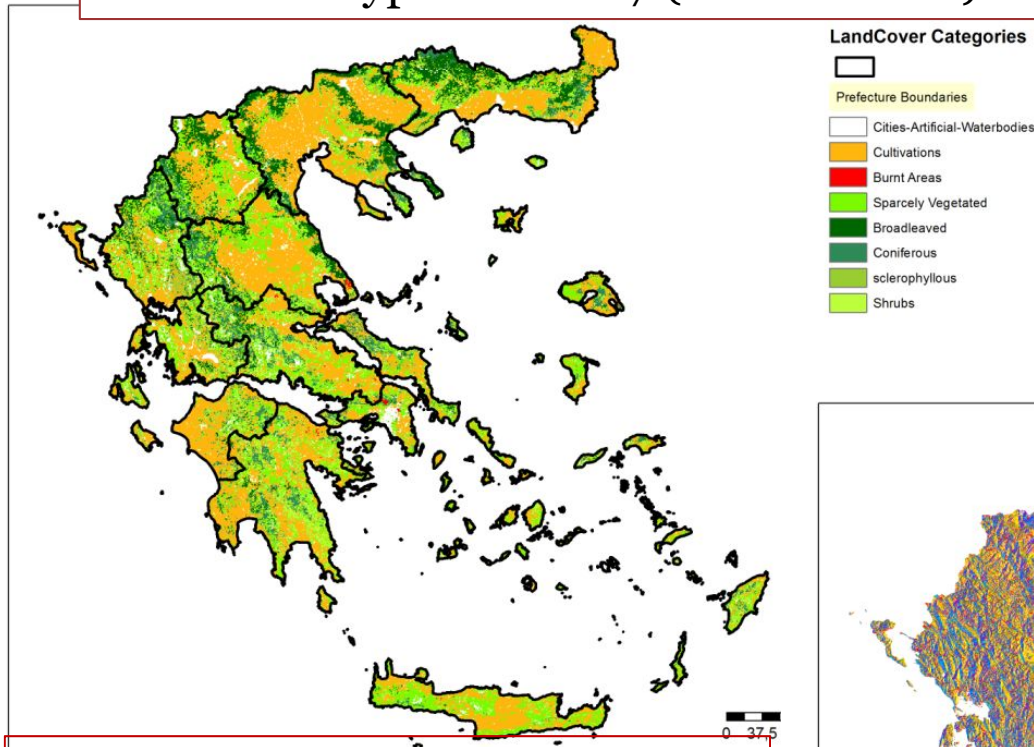 LandCover Categories
Prefecture Boundaries
Cities-Artificial-Waterbodies
Cultivations
Burnt Areas
Sparcely Vegetated
Broadleaved
Coniferous
sclerophyllous
Shrubs
0 37,5